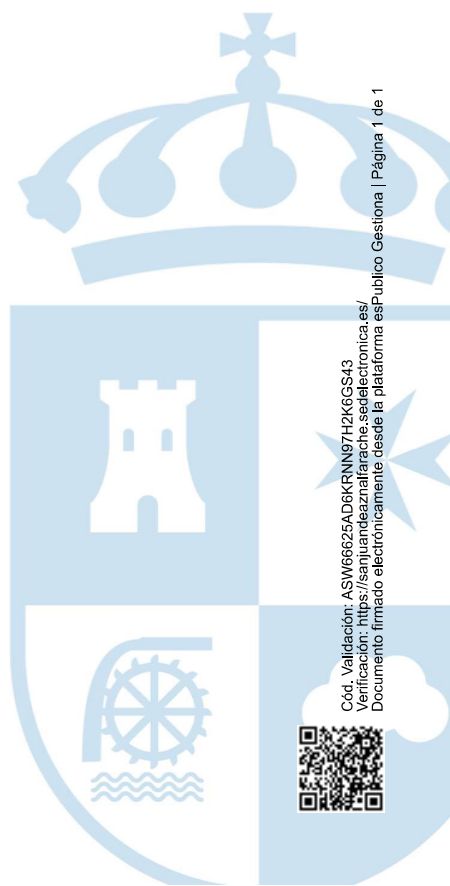 Cód. Validación: ASW66625AD6KRNN97H2K6GS43
Verificación: https://sanjuandeaznalfarache.sedelectronica.es/
Documento firmado electrónicamente desde la plataforma esPublico Gestiona | Página 1 de 1